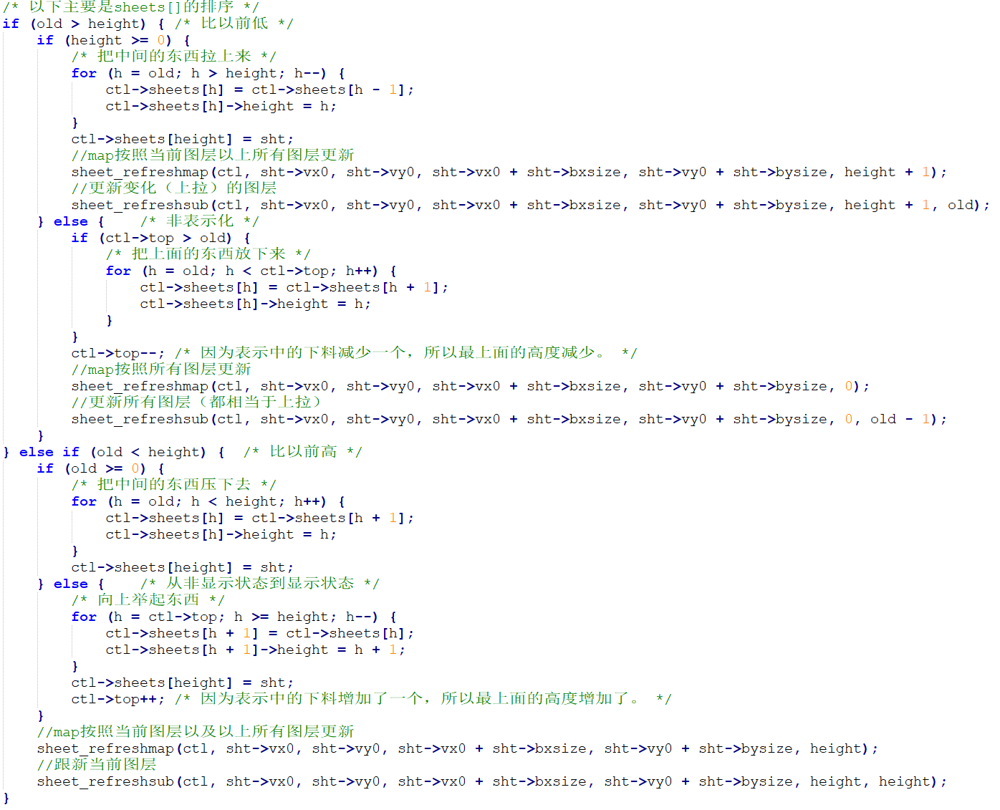 /* 以下主要是sheets[]的排序 */
if (old > height) { /* 比以前低 */
    if (height >= 0) {
        /* 把中间的东西拉上来 */
        for (h = old; h > height; h--) {
            ctl->sheets[h] = ctl->sheets[h - 1];
            ctl->sheets[h]->height = h;
        }
        ctl->sheets[height] = sht;
        //map按照当前图层以上所有图层更新
        sheet_refreshmap(ctl, sht->vx0, sht->vy0, sht->vx0 + sht->bxsize, sht->vy0 + sht->bysize, height + 1);
        //更新变化（上拉）的图层
        sheet_refreshsub(ctl, sht->vx0, sht->vy0, sht->vx0 + sht->bxsize, sht->vy0 + sht->bysize, height + 1, old);
    } else {    /* 非表示化 */
        if (ctl->top > old) {
            /* 把上面的东西放下来 */
            for (h = old; h < ctl->top; h++) {
                ctl->sheets[h] = ctl->sheets[h + 1];
                ctl->sheets[h]->height = h;
            }
        }
        ctl->top--; /* 因为表示中的下料减少一个，所以最上面的高度减少。 */
        //map按照所有图层更新
        sheet_refreshmap(ctl, sht->vx0, sht->vy0, sht->vx0 + sht->bxsize, sht->vy0 + sht->bysize, 0);
        //更新所有图层（都相当于上拉）
        sheet_refreshsub(ctl, sht->vx0, sht->vy0, sht->vx0 + sht->bxsize, sht->vy0 + sht->bysize, 0, old - 1);
    }
} else if (old < height) {  /* 比以前高 */
    if (old >= 0) {
        /* 把中间的东西压下去 */
        for (h = old; h < height; h++) {
            ctl->sheets[h] = ctl->sheets[h + 1];
            ctl->sheets[h]->height = h;
        }
        ctl->sheets[height] = sht;
    } else {    /* 从非显示状态到显示状态 */
        /* 向上举起东西 */
        for (h = ctl->top; h >= height; h--) {
            ctl->sheets[h + 1] = ctl->sheets[h];
            ctl->sheets[h + 1]->height = h + 1;
        }
        ctl->sheets[height] = sht;
        ctl->top++; /* 因为表示中的下料增加了一个，所以最上面的高度增加了。 */
    }
    //map按照当前图层以及以上所有图层更新
    sheet_refreshmap(ctl, sht->vx0, sht->vy0, sht->vx0 + sht->bxsize, sht->vy0 + sht->bysize, height);
    //跟新当前图层
    sheet_refreshsub(ctl, sht->vx0, sht->vy0, sht->vx0 + sht->bxsize, sht->vy0 + sht->bysize, height, height);
}